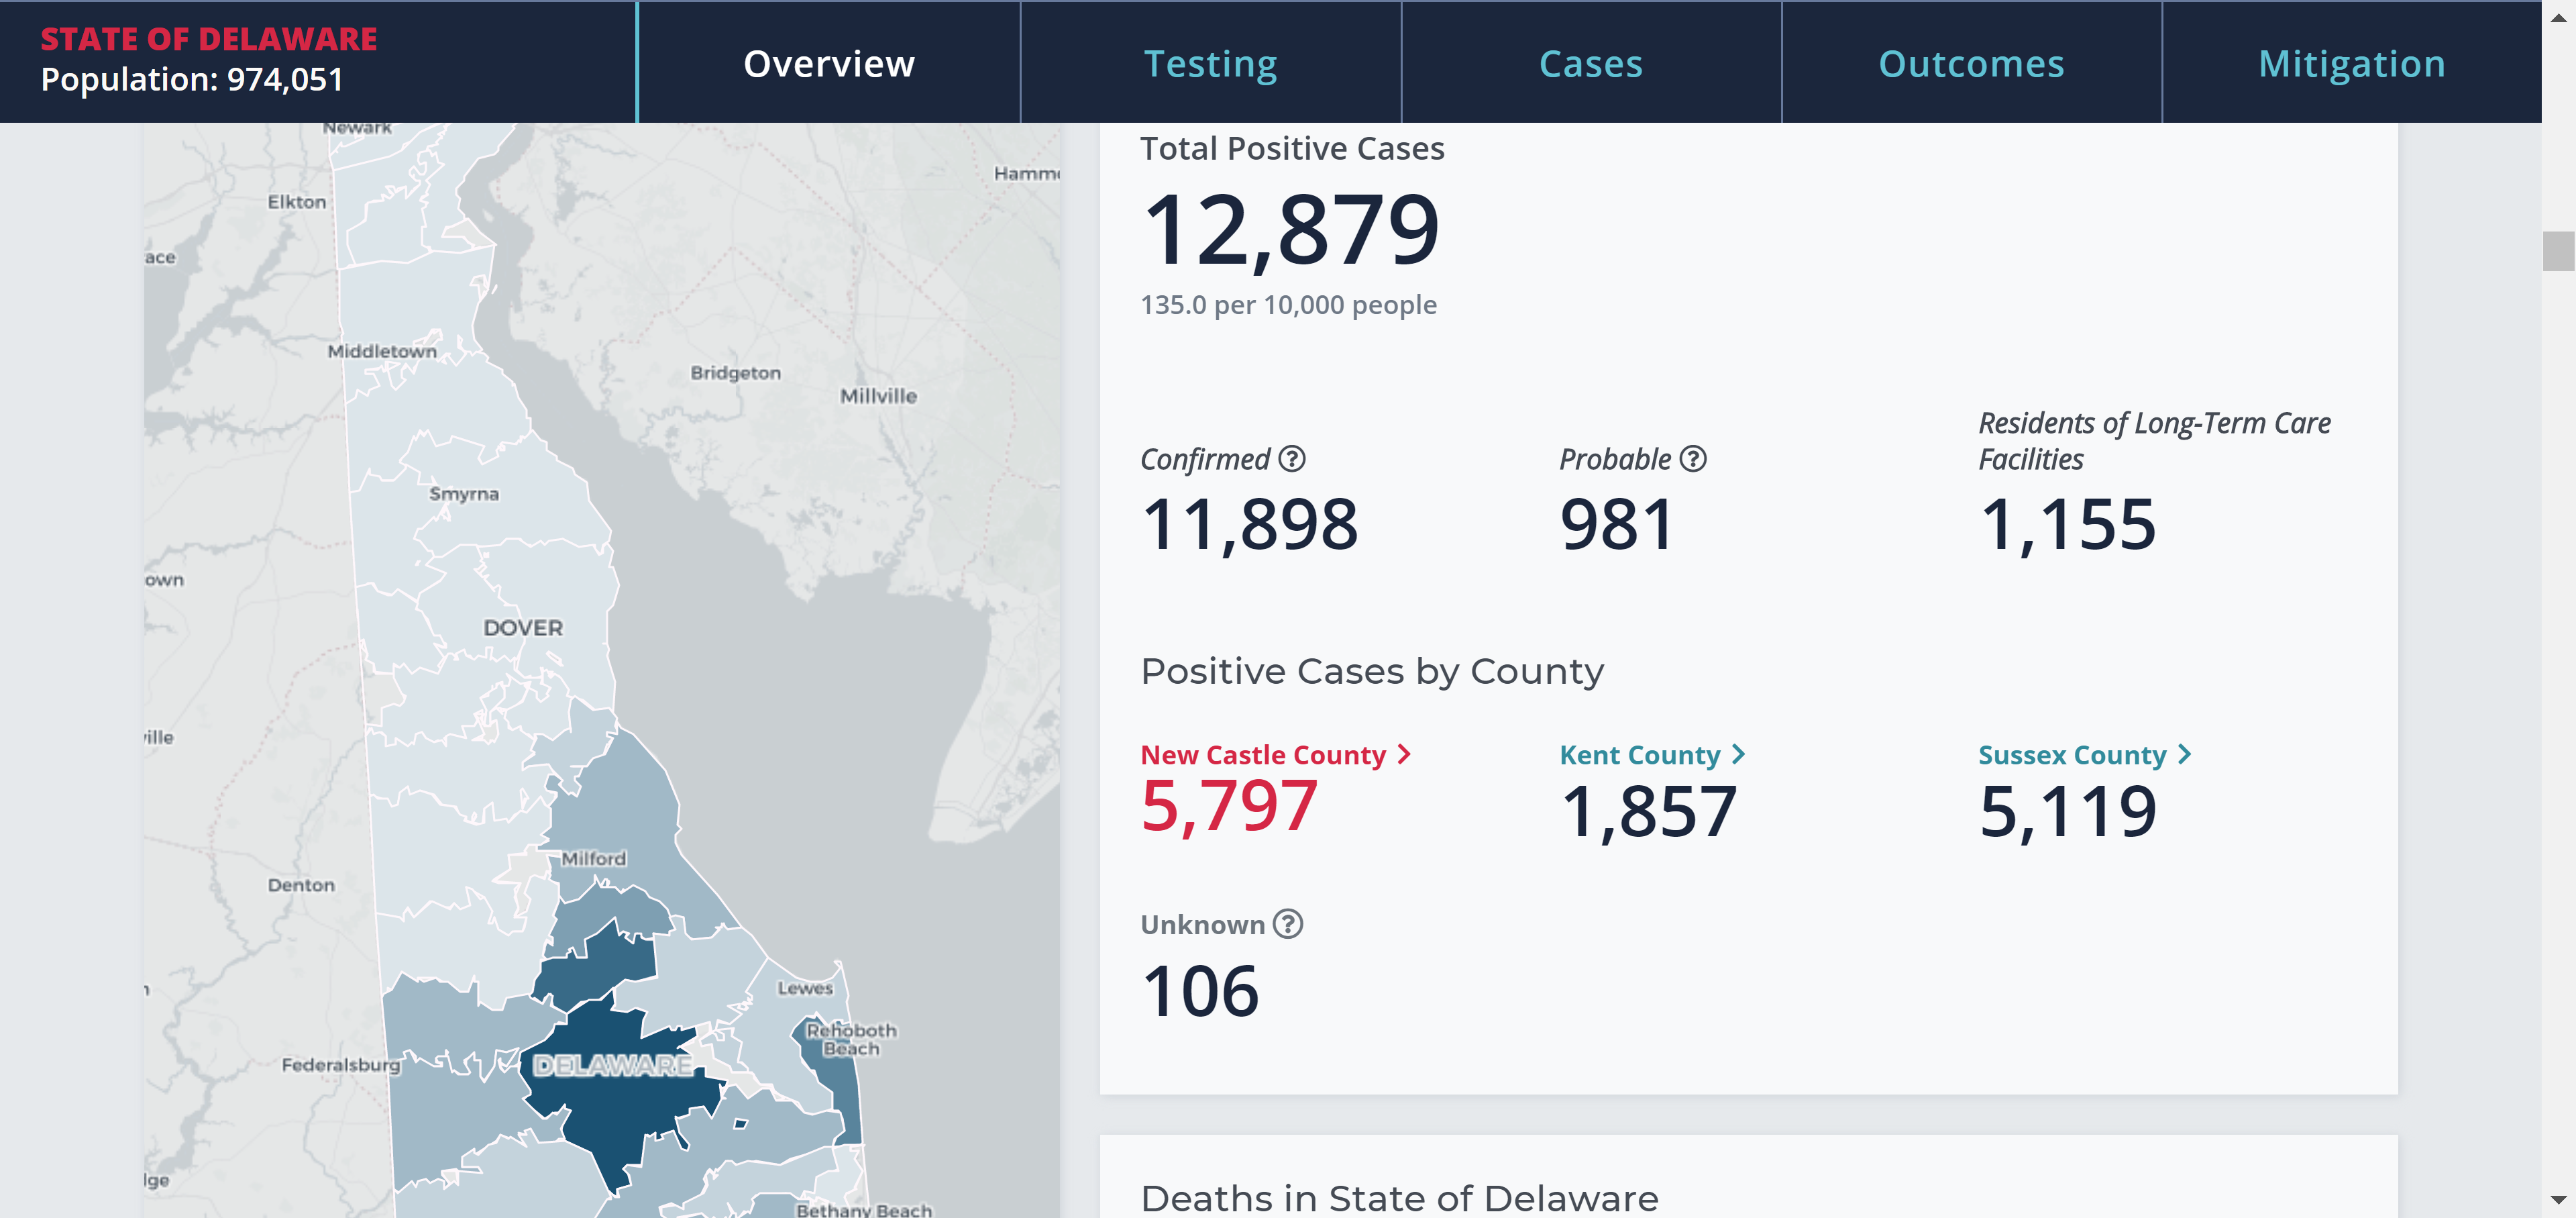 STATE OF DELAWARE
Population: 974,051
Overview
Testing
Cases
Outcomes
Mitigation
Newark
Elkton
Hamm
ace
Middletown
Bridgeton
Millville
Smyrna
own
DOVER
ville
Milford
Denton
Lewes
Rehoboth
Beach
Federalsburg
DELAWARE
lge
Bethany Beach
Total Positive Cases
12,879
135.0 per 10,000 people
Confirmed ?
11,898
Probable ?
981
Residents of Long-Term Care
Facilities
1,155
Positive Cases by County
New Castle County >
5,797
Kent County >
1,857
Sussex County >
5,119
Unknown ?
106
Deaths in State of Delaware